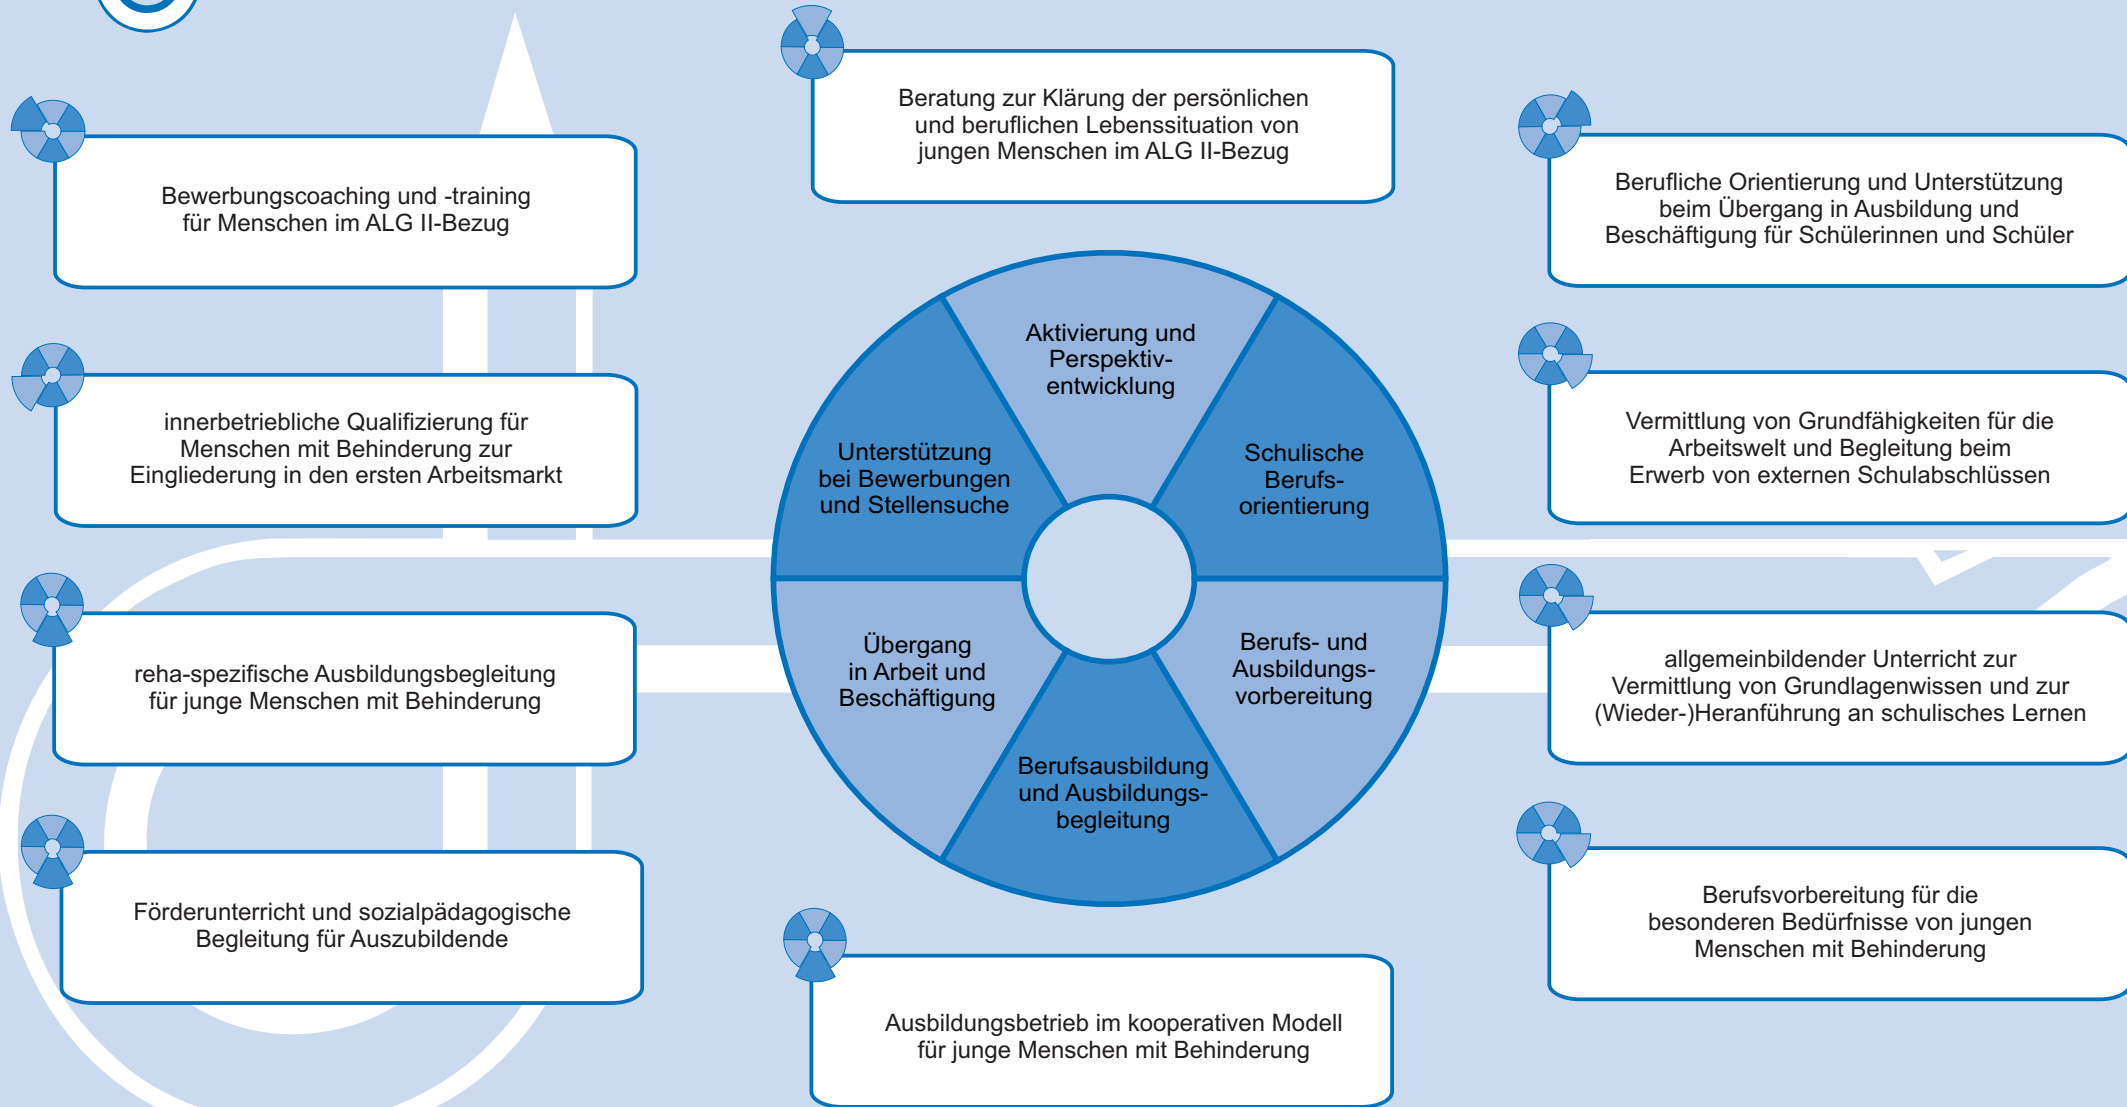 Beratung zur Klärung der persönlichen
und beruflichen Lebenssituation von
jungen Menschen im ALG II-Bezug
Bewerbungscoaching und -training
für Menschen im ALG II-Bezug
Berufliche Orientierung und Unterstützung
beim Übergang in Ausbildung und
Beschäftigung für Schülerinnen und Schüler
innerbetriebliche Qualifizierung für
Menschen mit Behinderung zur
Eingliederung in den ersten Arbeitsmarkt
Aktivierung und
Perspektiv-
entwicklung
Unterstützung
bei Bewerbungen
und Stellensuche
Schulische
Berufs-
orientierung
Vermittlung von Grundfähigkeiten für die
Arbeitswelt und Begleitung beim
Erwerb von externen Schulabschlüssen
reha-spezifische Ausbildungsbegleitung
für junge Menschen mit Behinderung
Übergang
in Arbeit und
Beschäftigung
Berufs- und
Ausbildungs-
vorbereitung
Berufsausbildung
und Ausbildungs-
begleitung
allgemeinbildender Unterricht zur
Vermittlung von Grundlagenwissen und zur
(Wieder-)Heranführung an schulisches Lernen
Förderunterricht und sozialpädagogische
Begleitung für Auszubildende
Berufsvorbereitung für die
besonderen Bedürfnisse von jungen
Menschen mit Behinderung
Ausbildungsbetrieb im kooperativen Modell
für junge Menschen mit Behinderung